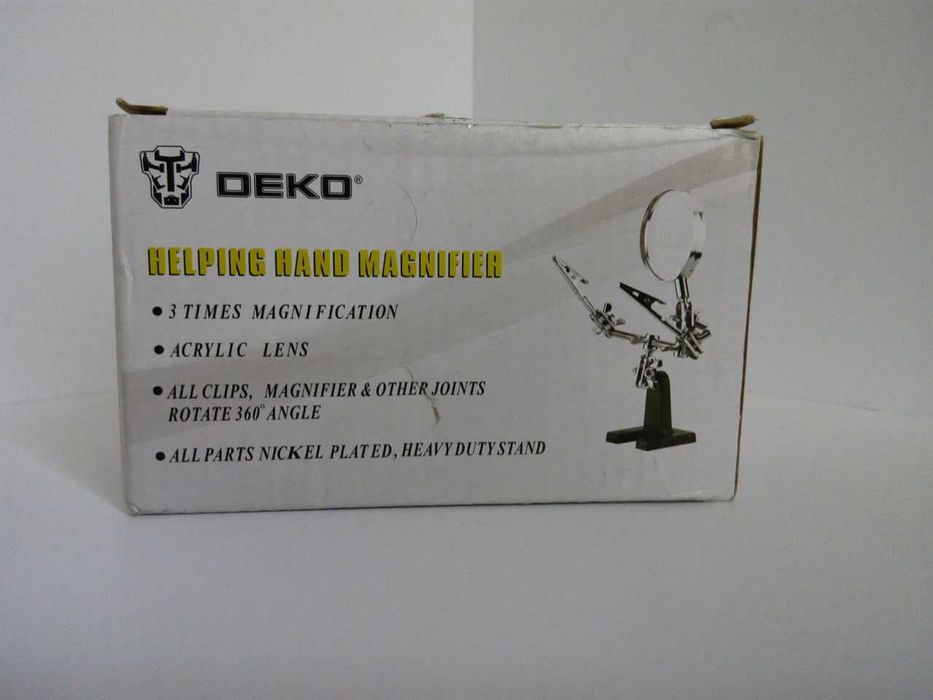 DEKO®
HELPING HAND MAGNIFIER
• 3 TIMES MAGNIFICATION
• ACRYLIC LENS
• ALL CLIPS, MAGNIFIER & OTHER JOINTS
ROTATE 360° ANGLE
• ALL PARTS NICKEL PLATED, HEAVY DUTY STAND